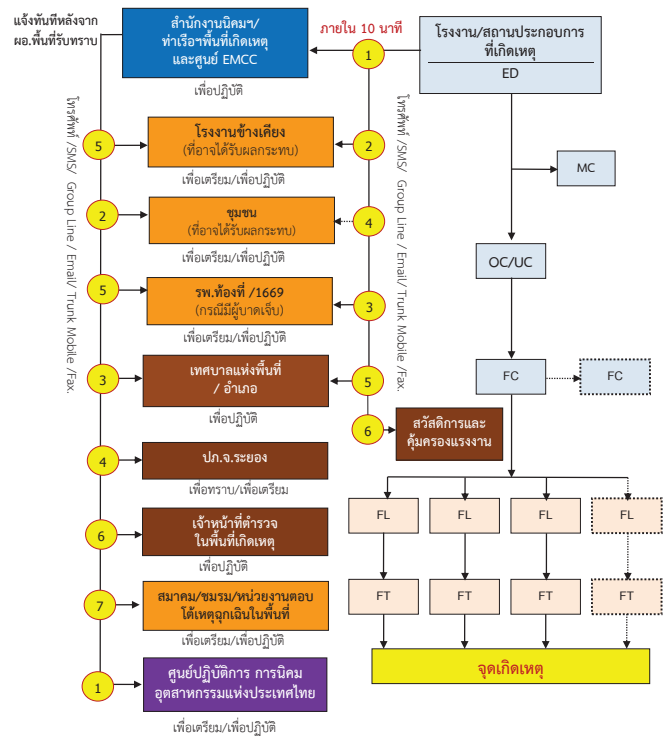 แจ้งทันทีหลังจาก
ผอ.พื้นที่รับทราบ
สำนักงานนิคมฯ/
ท่าเรือฯพื้นที่เกิดเหตุ
และศูนย์ EMCC
เพื่อปฏิบัติ
ภายใน 10 นาที
1
โรงงาน/สถานประกอบการ
ที่เกิดเหตุ
ED
โทรศัพท์ /SMS/ Group Line / Email/ Trunk Mobile /Fax.
5
โรงงานข้างเคียง
(ที่อาจได้รับผลกระทบ)
เพื่อเตรียม/เพื่อปฏิบัติ
2
2
ชุมชน
(ที่อาจได้รับผลกระทบ)
เพื่อเตรียม/เพื่อปฏิบัติ
4
5
รพ.ท้องที่ /1669
(กรณีมีผู้บาดเจ็บ)
เพื่อเตรียม/เพื่อปฏิบัติ
3
3
เทศบาลแห่งพื้นที่
/ อำเภอ
เพื่อปฏิบัติ
5
6
สวัสดิการและ
คุ้มครองแรงงาน
โทรศัพท์ /SMS/ Group Line / Email/ Trunk Mobile /Fax.
4
ปภ.จ.ระยอง
เพื่อทราบ/เพื่อเตรียม
6
เจ้าหน้าที่ตำรวจ
ในพื้นที่เกิดเหตุ
เพื่อปฏิบัติ
7
สมาคม/ชมรม/หน่วยงานตอบ
โต้เหตุฉุกเฉินในพื้นที่
เพื่อเตรียม/เพื่อปฏิบัติ
1
ศูนย์ปฏิบัติการ การนิคม
อุตสาหกรรมแห่งประเทศไทย
เพื่อเตรียม/เพื่อปฏิบัติ
MC
OC/UC
FC FC
FL FL FL FL
FT FT FT FT
จุดเกิดเหตุ